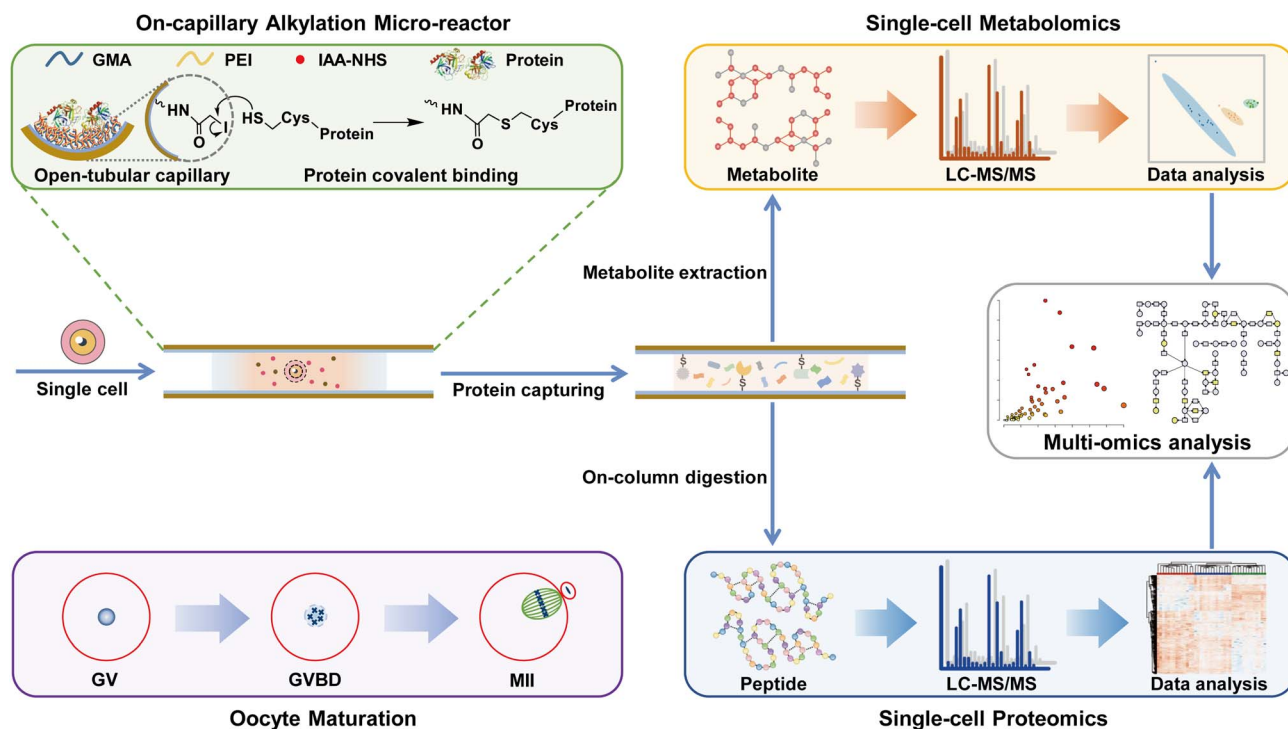 On-capillary Alkylation Micro-reactor
GMA PEI IAA-NHS Protein
HN
O
I
HS
Cys
Protein
HN
O
S
Cys
Protein
Open-tubular capillary
Protein covalent binding
Single-cell Metabolomics
Metabolite
LC-MS/MS
Data analysis
Single cell
Protein capturing
Metabolite extraction
On-column digestion
S
S
S
S
Multi-omics analysis
GV
GVBD
MII
Oocyte Maturation
Peptide
LC-MS/MS
Data analysis
Single-cell Proteomics